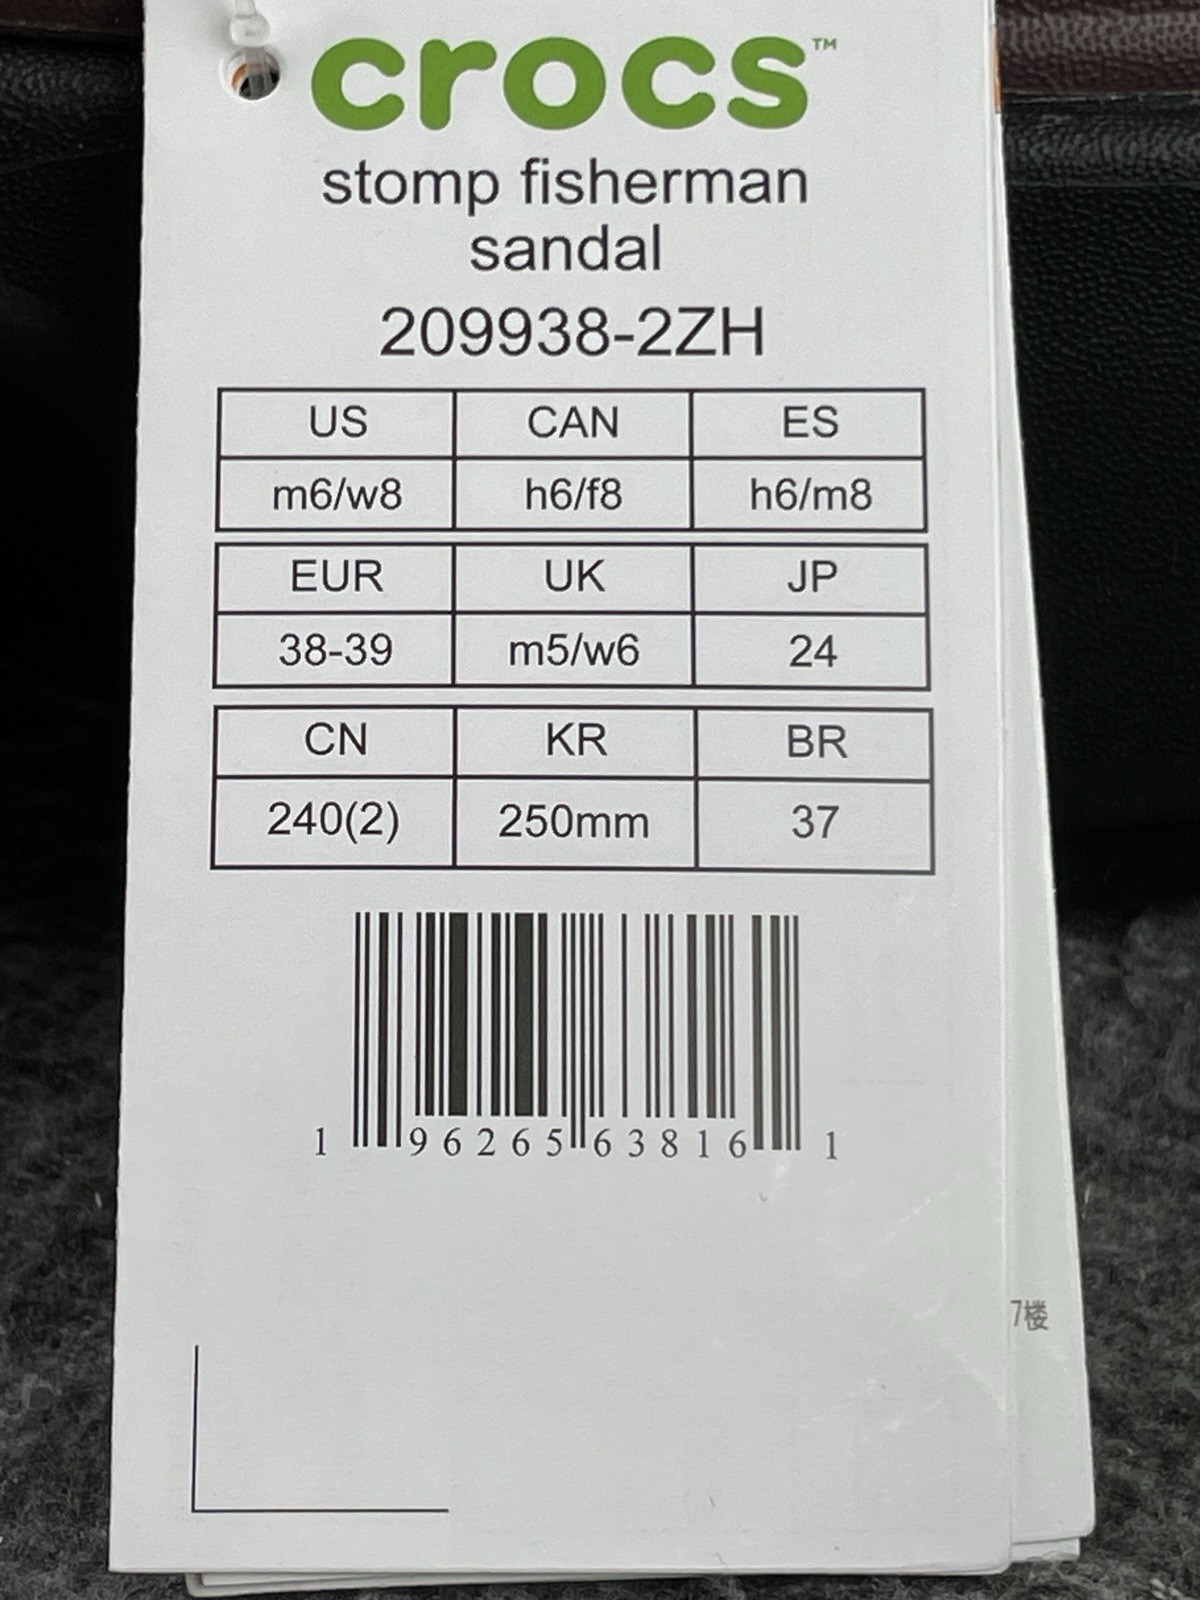 crocs™
stomp fisherman
sandal
209938-2ZH
US CAN ES
m6/w8 h6/f8 h6/m8
EUR UK JP
38-39 m5/w6 24
CN KR BR
240(2) 250mm 37
1 96265 63816 1
7楼